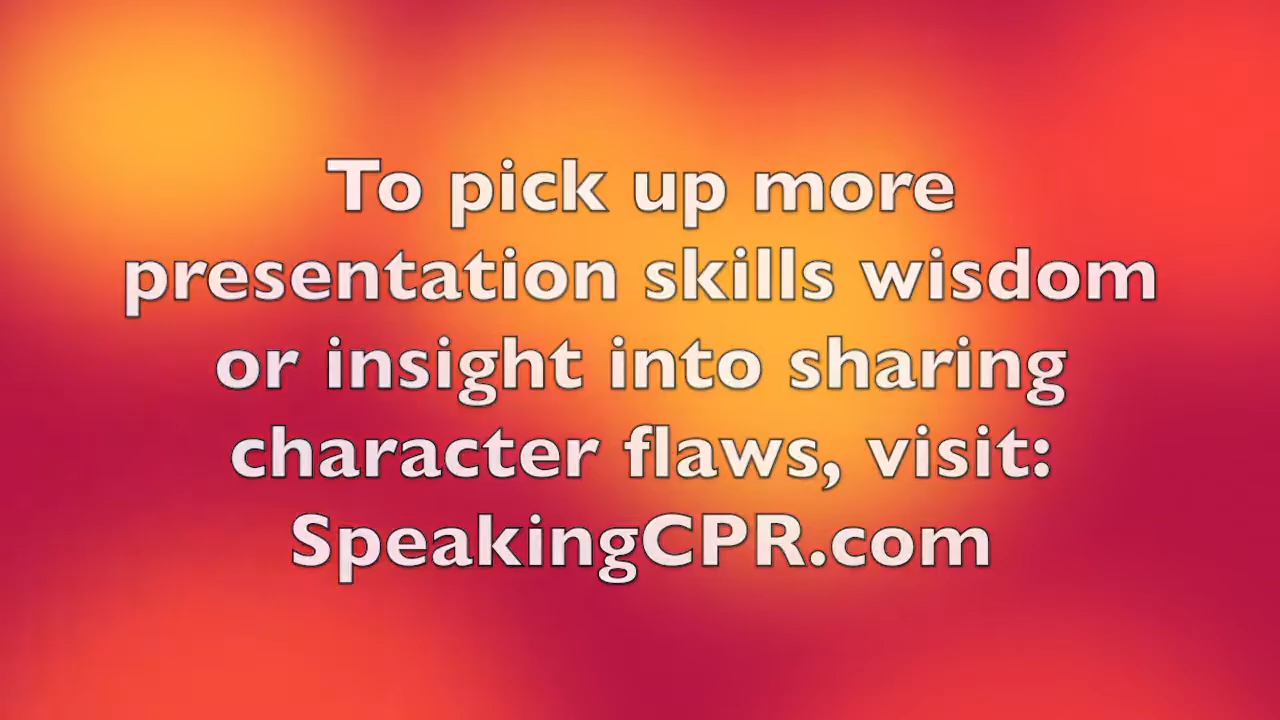 To pick up more
presentation skills wisdom
or insight into sharing
character flaws, visit:
SpeakingCPR.com